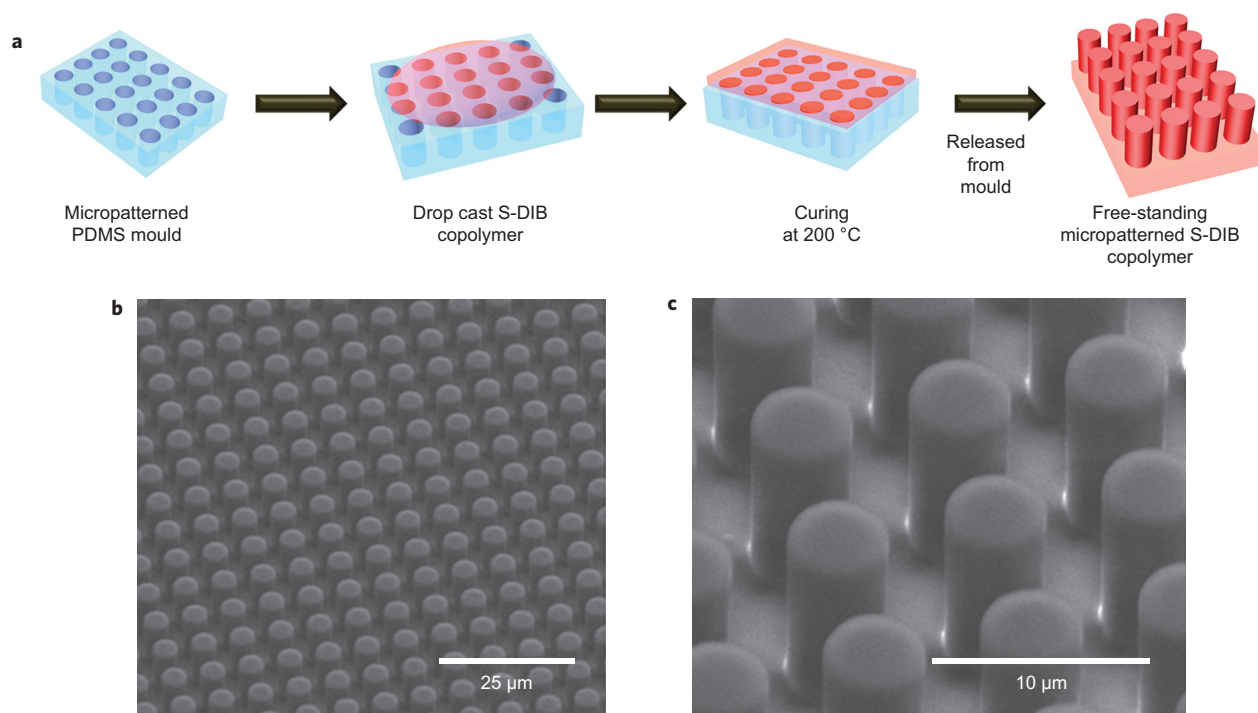 a
Micropatterned
PDMS mould
Drop cast S-DIB
copolymer
Curing
at 200 °C
Released
from
mould
Free-standing
micropatterned S-DIB
copolymer
b
25 µm
c
10 µm